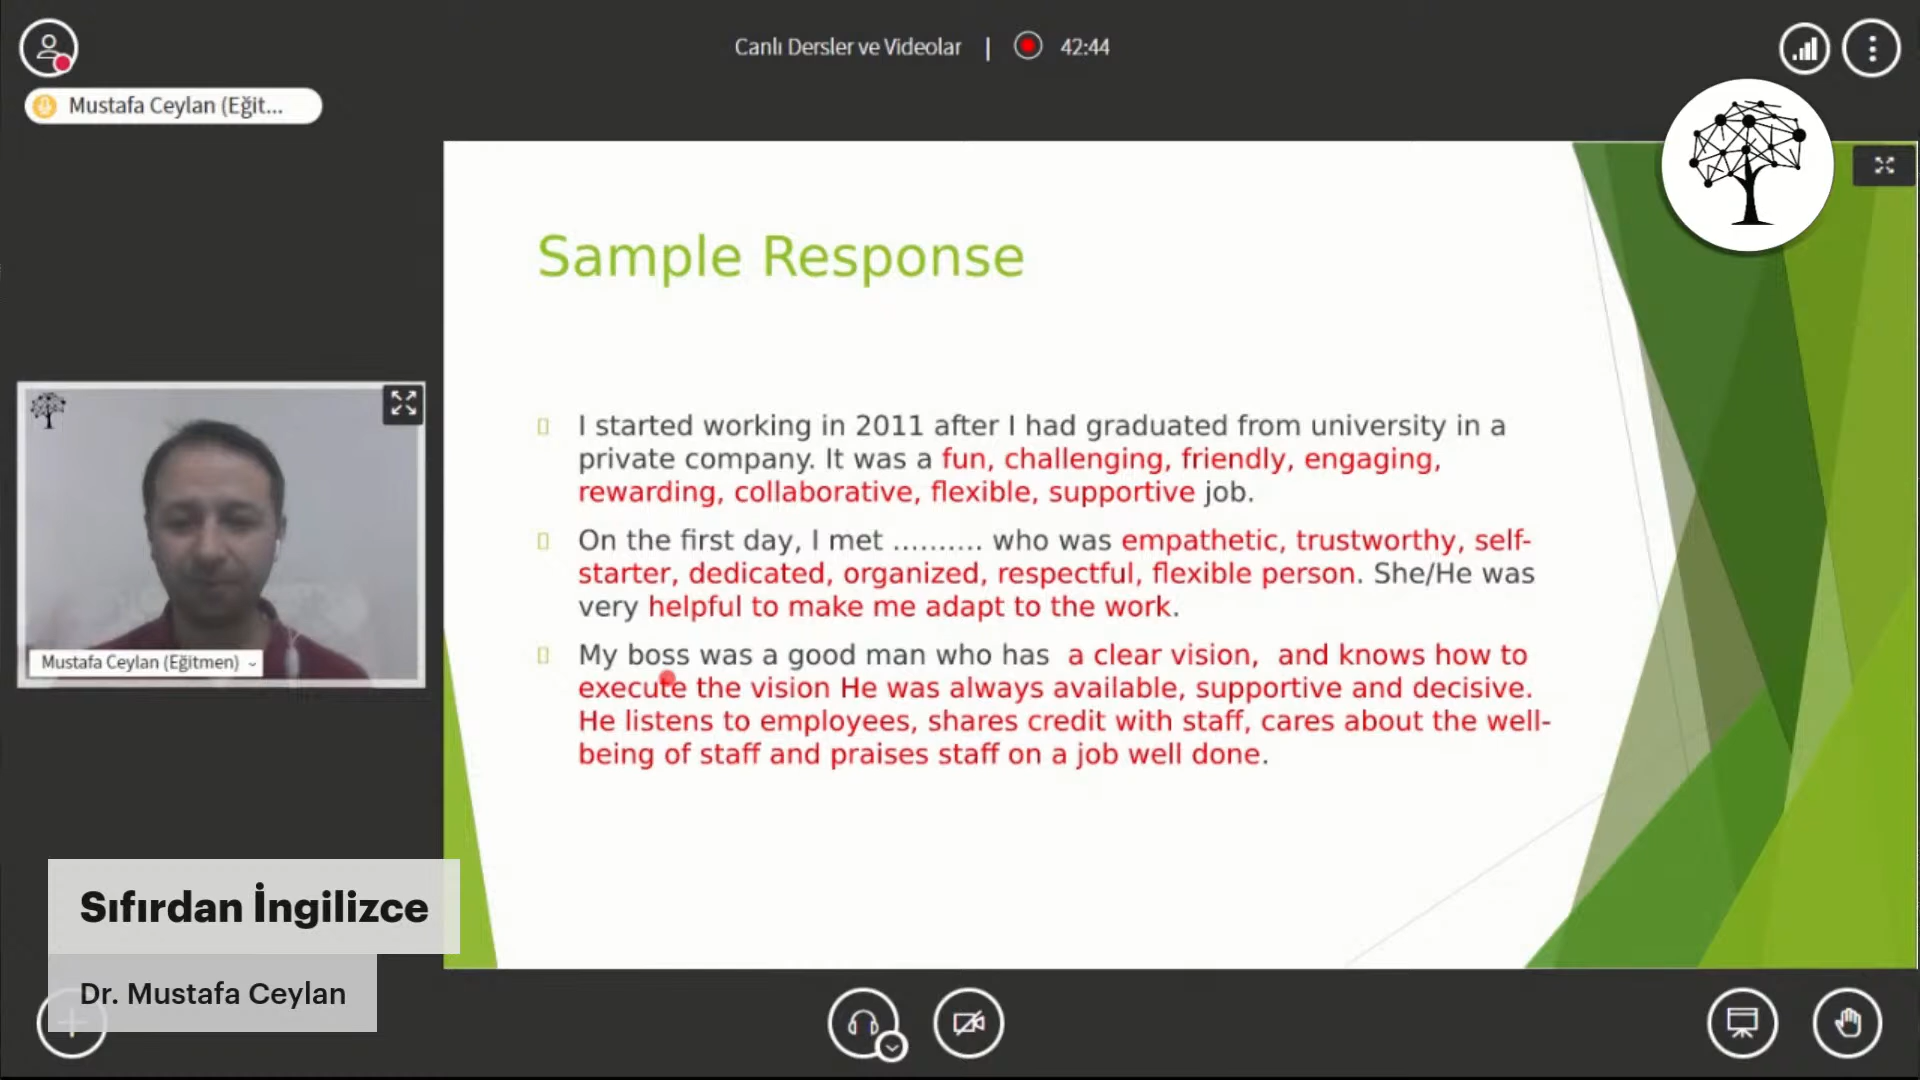 Canlı Dersler ve Videolar | 42:44
Mustafa Ceylan (Eğit...
Sample Response
I started working in 2011 after I had graduated from university in a
private company. It was a fun, challenging, friendly, engaging,
rewarding, collaborative, flexible, supportive job.
On the first day, I met .......... who was empathetic, trustworthy, self-
starter, dedicated, organized, respectful, flexible person. She/He was
very helpful to make me adapt to the work.
My boss was a good man who has a clear vision, and knows how to
execute the vision He was always available, supportive and decisive.
He listens to employees, shares credit with staff, cares about the well-
being of staff and praises staff on a job well done.
Mustafa Ceylan (Eğitmen)
Sıfırdan İngilizce
Dr. Mustafa Ceylan